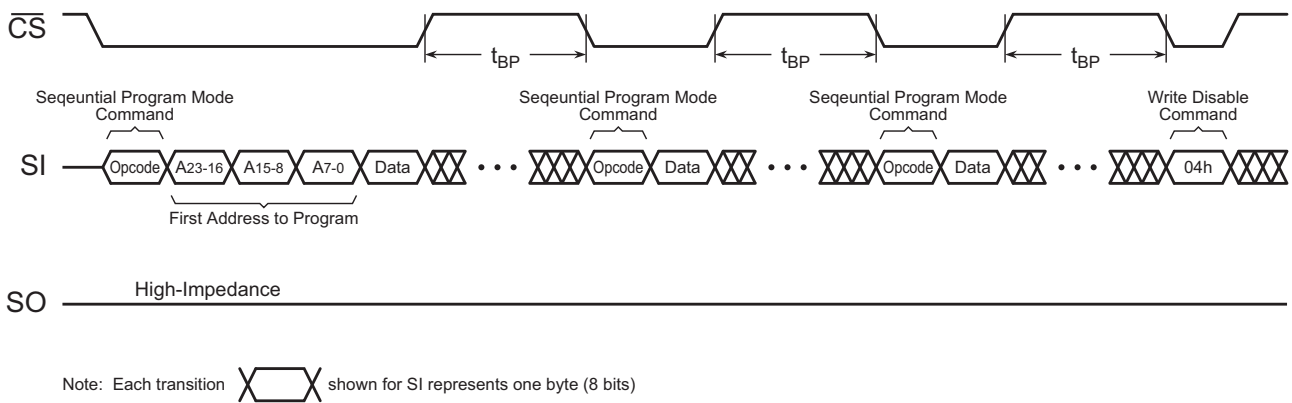 CS
tBP tBP tBP
Seqeuntial Program Mode
Command
Seqeuntial Program Mode
Command
Seqeuntial Program Mode
Command
Write Disable
Command
SI
Opcode A23-16 A15-8 A7-0 Data • • • Opcode Data • • • Opcode Data • • • 04h
First Address to Program
High-Impedance
SO
Note: Each transition shown for SI represents one byte (8 bits)